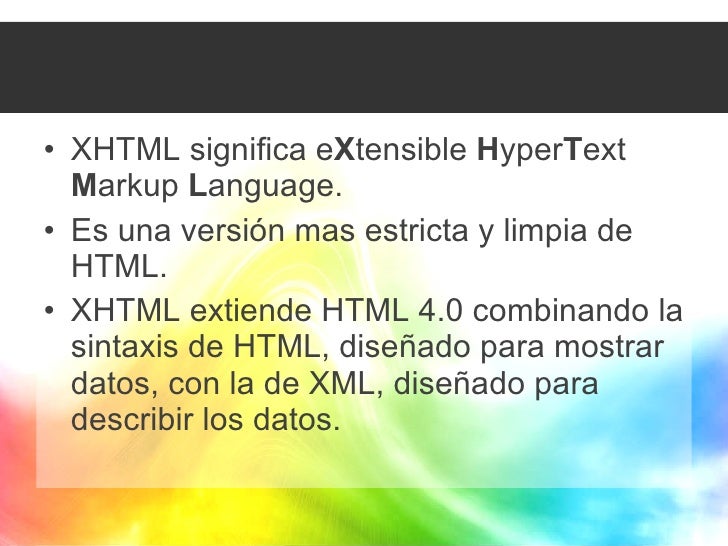 • XHTML significa eXtensible HyperText
Markup Language.
• Es una versión mas estricta y limpia de
HTML.
• XHTML extiende HTML 4.0 combinando la
sintaxis de HTML, diseñado para mostrar
datos, con la de XML, diseñado para
describir los datos.